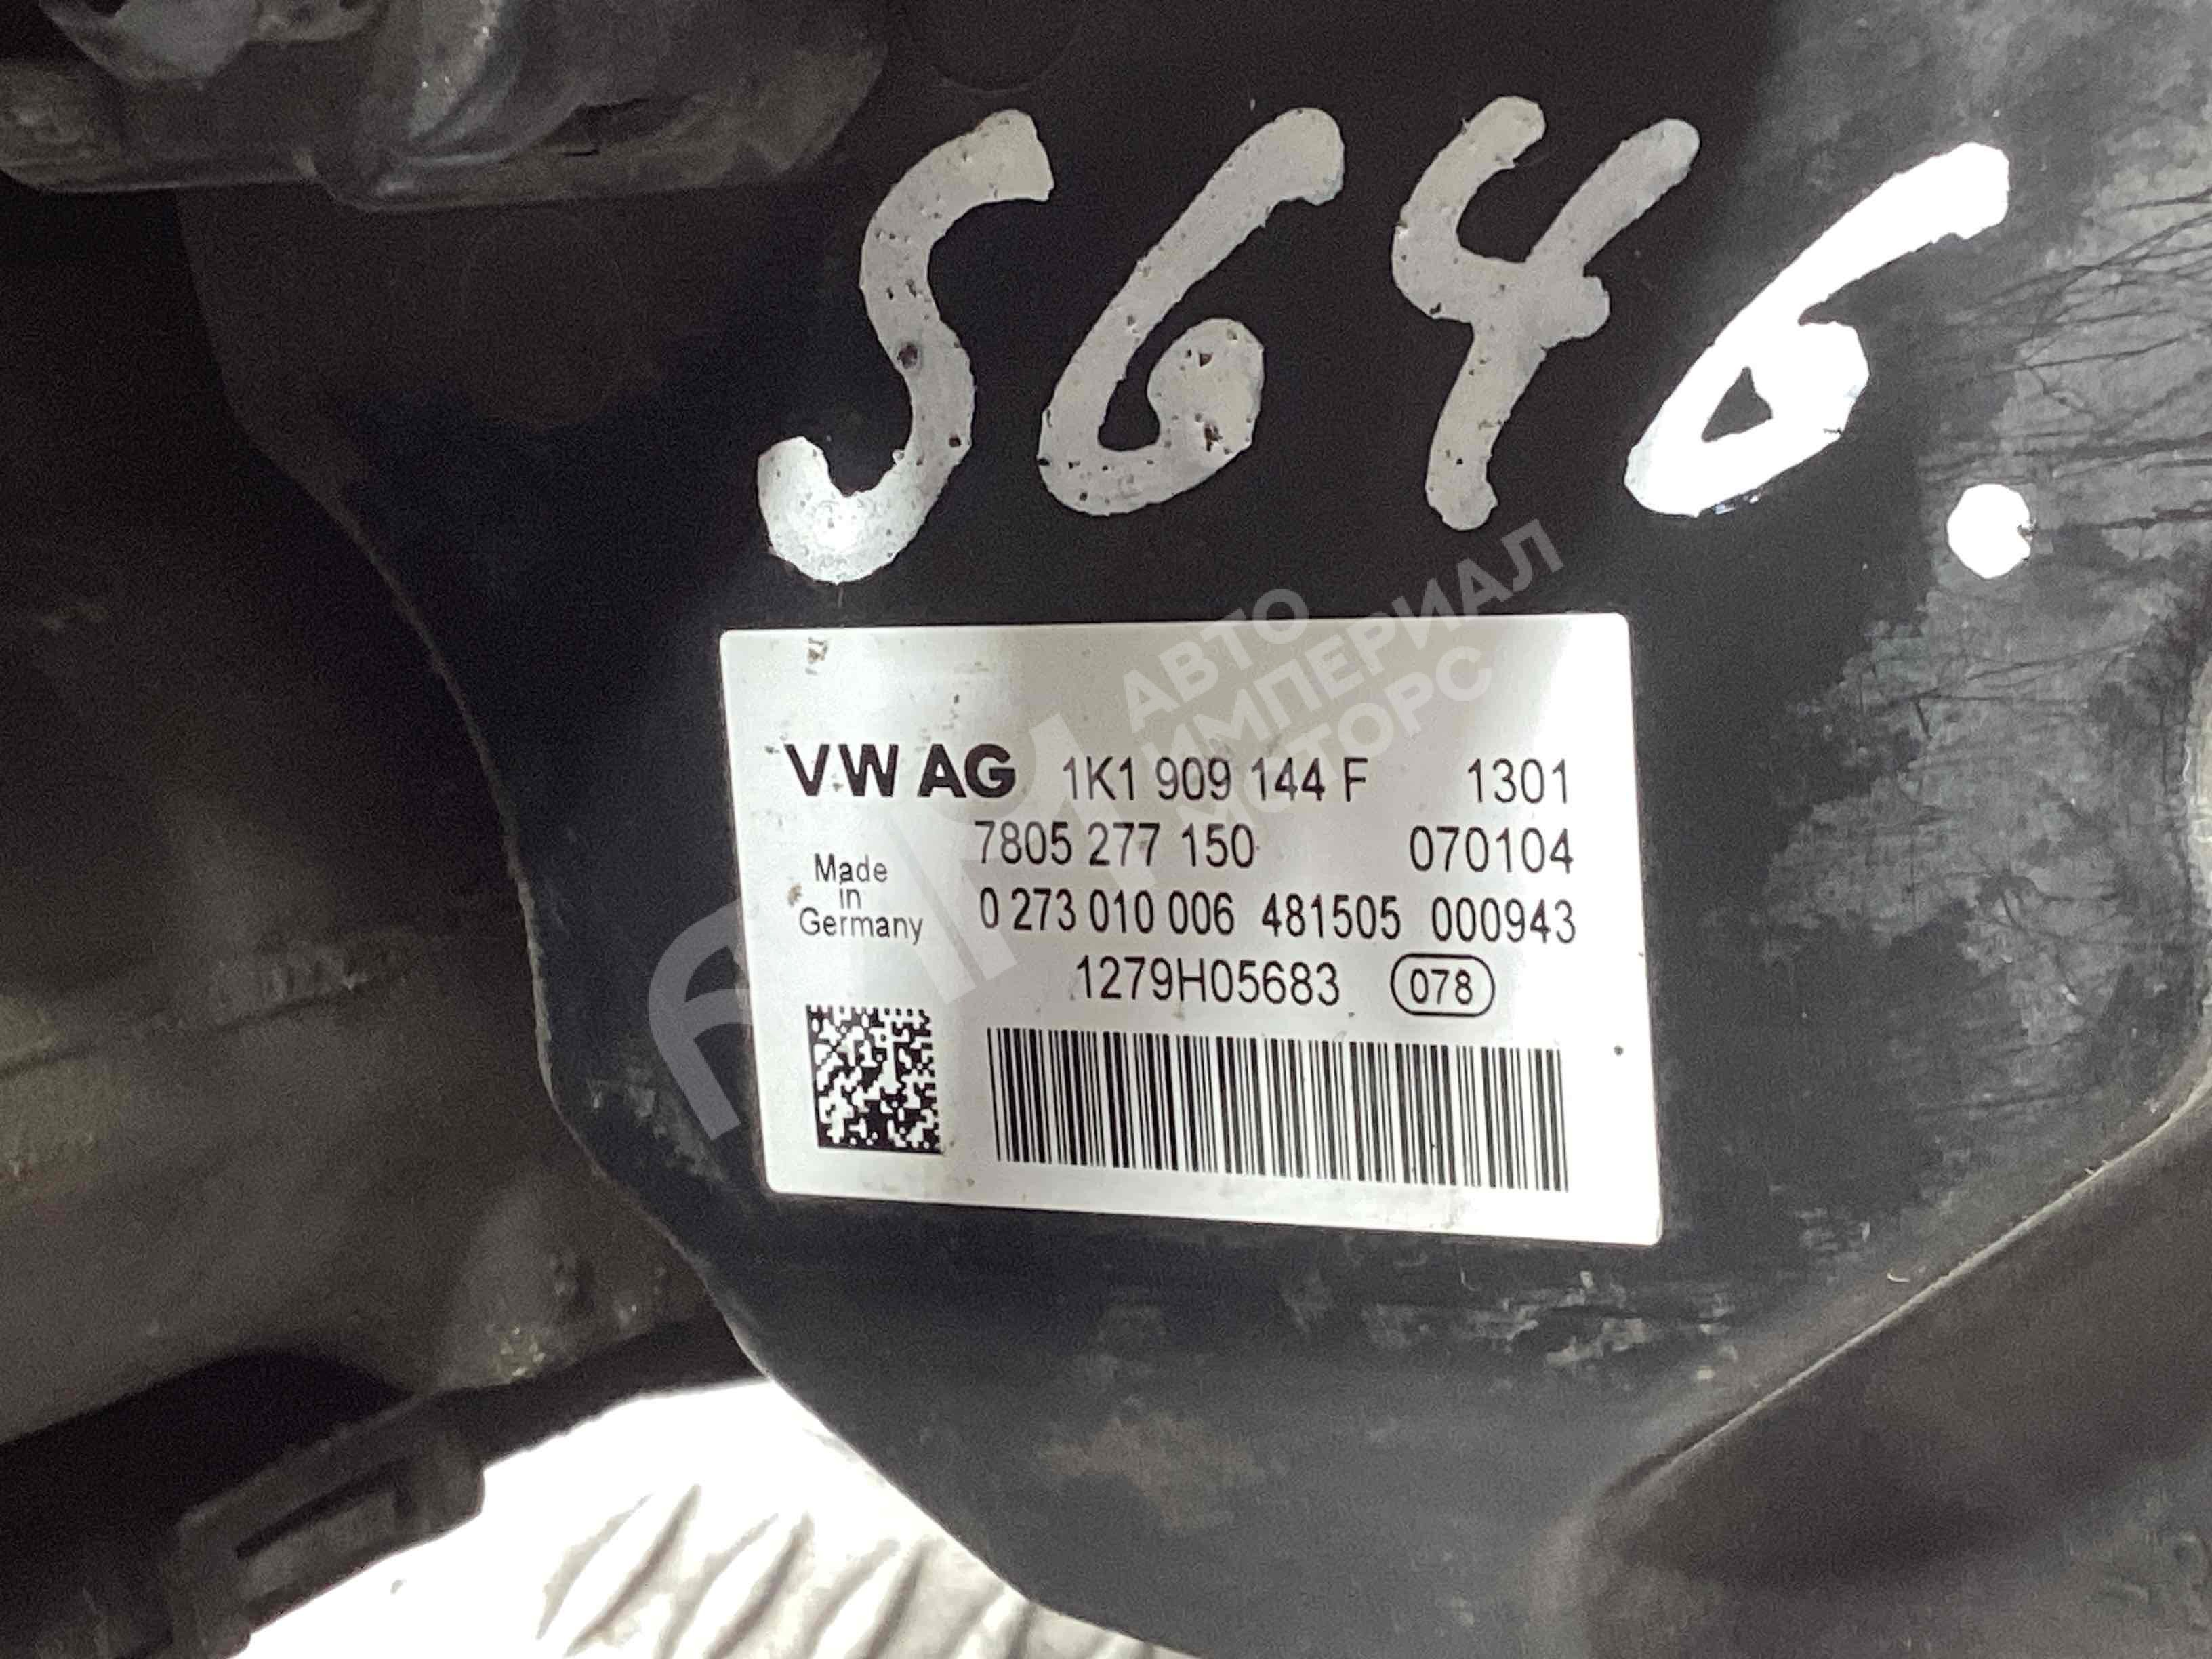 5646.
АВТО
ИМПЕРИАЛ
МОТОРС
VW AG 1K1 909 144 F 1301
7805 277 150 070104
Made
in
Germany
0 273 010 006 481505 000943
1279H05683 078